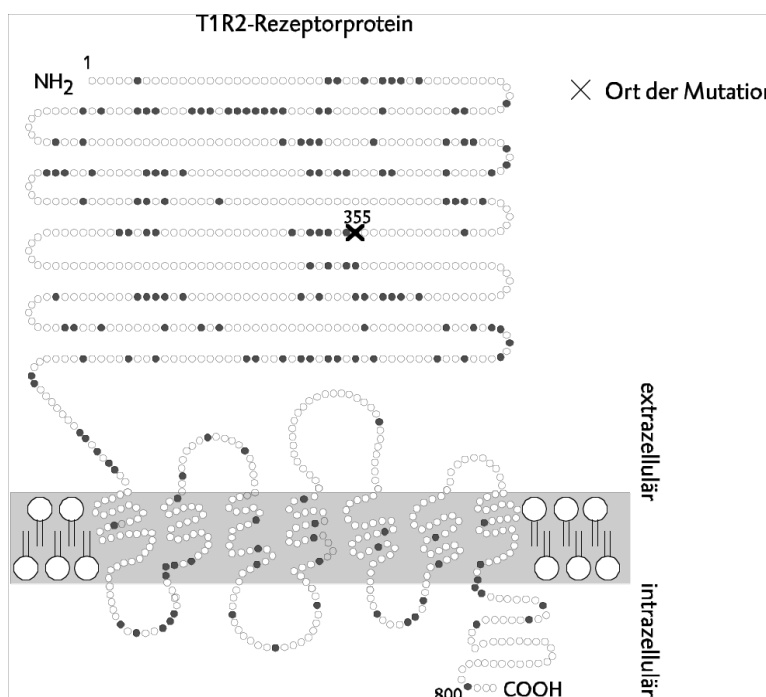 T1R2-Rezeptorprotein
1
NH2
Ort der Mutation
355
extrazellulär
intrazellulär
800
COOH